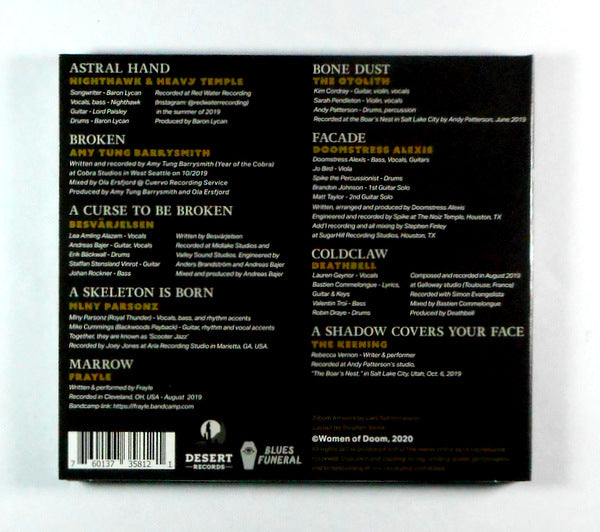 ASTRAL HAND
NIGHTHAWK & HEAVY TEMPLE
Songwriter - Baron Lycan
Vocals, bass - Nighthawk
Guitar - Lord Paisley
Drums - Baron Lycan
Recorded at Red Water Recording
(Instagram: @redwaterrecording)
in the summer of 2019
Produced by Baron Lycan
BROKEN
AMY TUNG BARRYSMITH
Written and recorded by Amy Tung Barrysmith (Year of the Cobra)
at Cobra Studios in West Seattle on 10/2019
Mixed by Ola Ersfjord @ Cuervo Recording Service
Produced by Amy Tung Barrysmith and Ola Ersfjord
A CURSE TO BE BROKEN
BESVÄRJELSEN
Lea Amling Alazam - Vocals
Andreas Bajer - Guitar, Vocals
Erik Bäckwall - Drums
Staffan Stensland Vinrot - Guitar
Johan Rockner - Bass
Written by Besvärjelsen
Recorded at Midlake Studios and
Valley Sound Studios. Engineered by
Anders Brandström and Andreas Bajer
Mixed and produced by Andreas Bajer
A SKELETON IS BORN
MLNY PARSONZ
Mlny Parsonz (Royal Thunder) - Vocals, bass, and rhythm accents
Mike Cummings (Backwoods Payback) - Guitar, rhythm and vocal accents
Together, they are known as 'Scooter Jazz'
Recorded by Joey Jones at Aria Recording Studio in Marietta, GA, USA.
MARROW
FRAYLE
Written & performed by Frayle
Recorded in Cleveland, OH, USA - August 2019
Bandcamp link: https://frayle.bandcamp.com
7 60137 35812 1
DESERT
RECORDS
BLUES
FUNERAL
BONE DUST
THE OTOLITH
Kim Cordray - Guitar, violin, vocals
Sarah Pendleton - Violin, vocals
Andy Patterson - Drums, percussion
Recorded at the Boar's Nest in Salt Lake City by Andy Patterson, June 2019
FACADE
DOOMSTRESS ALEXIS
Doomstress Alexis - Bass, Vocals, Guitars
Jo Bird - Viola
Spike the Percussionist - Drums
Brandon Johnson - 1st Guitar Solo
Matt Taylor - 2nd Guitar Solo
Written, arranged and produced by Doomstress Alexis
Engineered and recorded by Spike at The Noiz Temple, Houston, TX
Add'l recording and all mixing by Stephen Finley
at SugarHill Recording Studios, Houston, TX
COLDCLAW
DEATHBELL
Lauren Gaynor - Vocals
Bastien Commelongue - Lyrics,
Guitar & Keys
Valentin Troi - Bass
Robin Draye - Drums
Composed and recorded in August 2019
at Galloway studio (Toulouse, France)
Recorded with Simon Evangelista
Mixed by Bastien Commelongue
Produced by Deathbell
A SHADOW COVERS YOUR FACE
THE KEENING
Rebecca Vernon - Writer & performer
Recorded at Andy Patterson's studio,
"The Boar's Nest," in Salt Lake City, Utah, Oct. 6, 2019
©Women of Doom, 2020